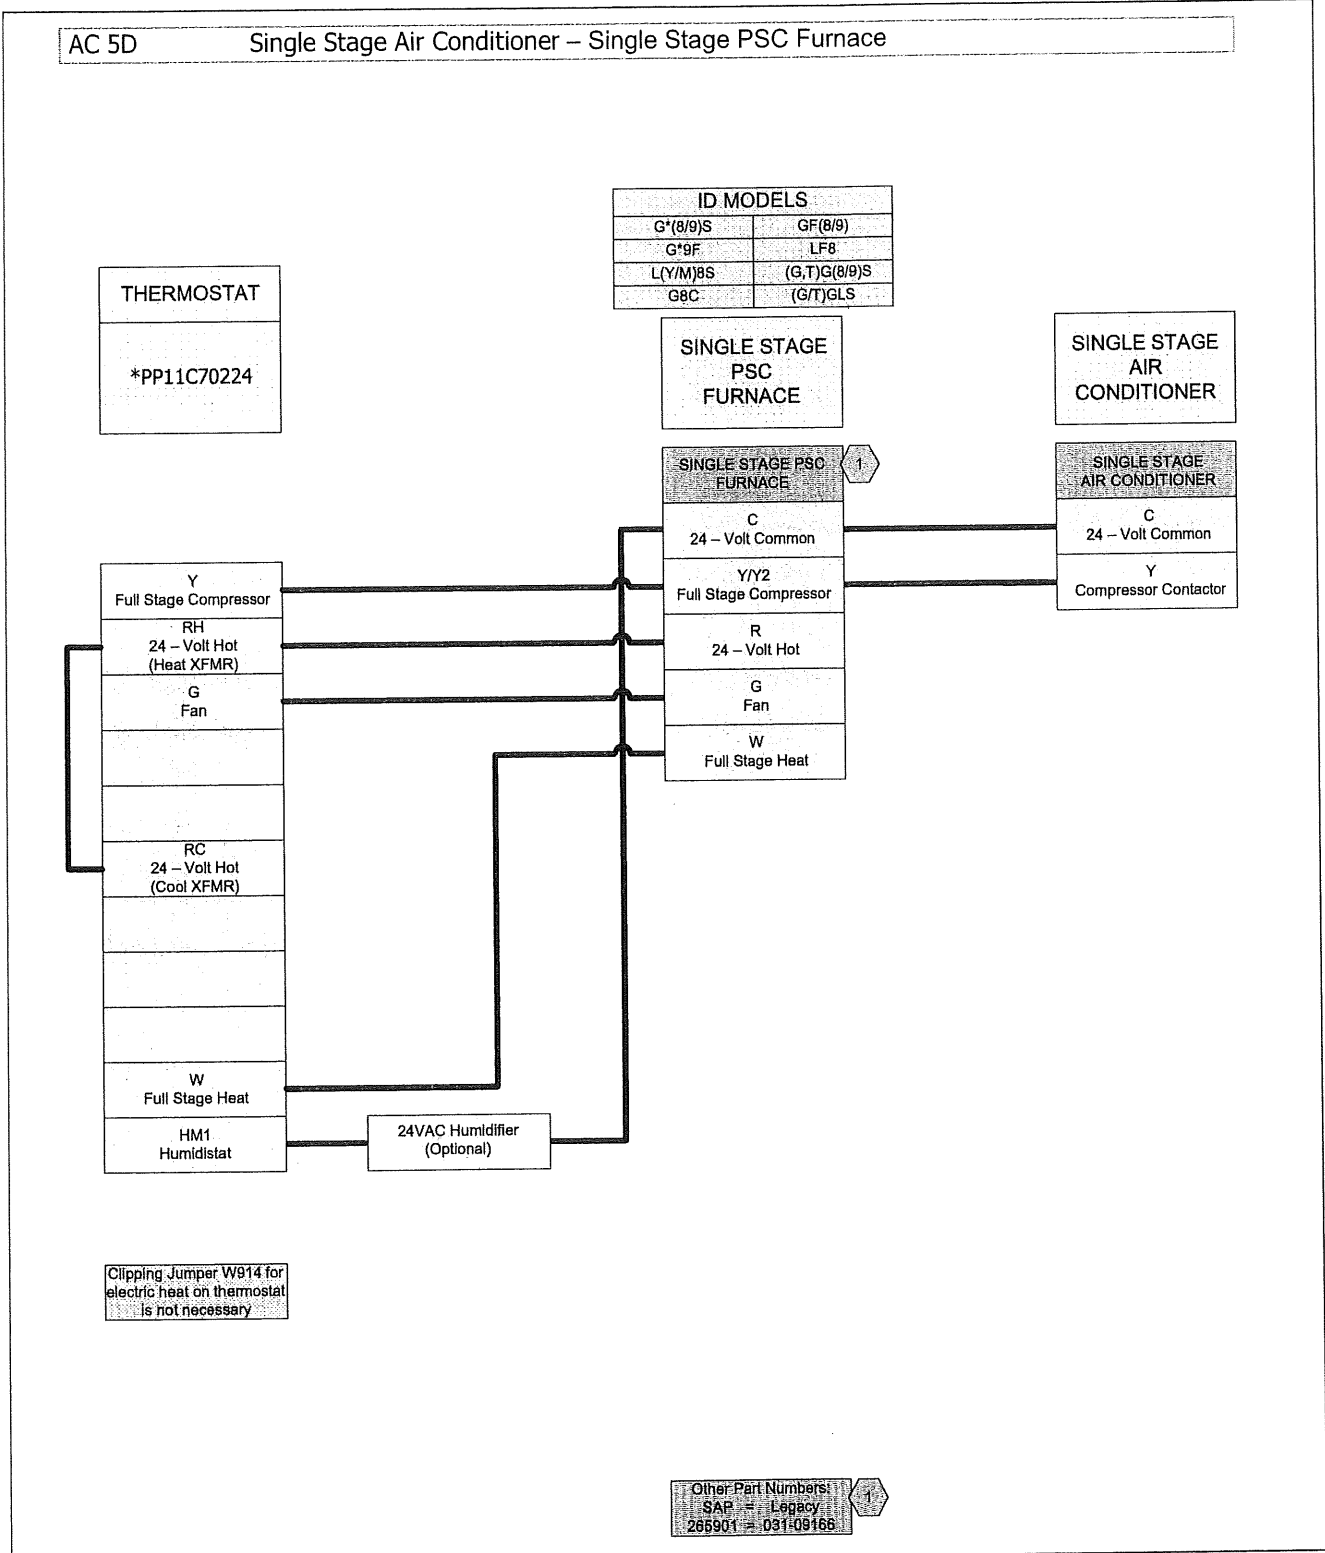 AC 5D Single Stage Air Conditioner – Single Stage PSC Furnace
ID MODELS
G*(8/9)S GF(8/9)
G*9F LF8
L(Y/M)8S (G,T)G(8/9)S
G8C (G/T)GLS
THERMOSTAT
*PP11C70224
SINGLE STAGE
PSC
FURNACE
SINGLE STAGE
AIR
CONDITIONER
SINGLE STAGE PSC
FURNACE
1
SINGLE STAGE
AIR CONDITIONER
C
24 – Volt Common
C
24 – Volt Common
Y
Full Stage Compressor
Y/Y2
Full Stage Compressor
Y
Compressor Contactor
RH
24 – Volt Hot
(Heat XFMR)
R
24 – Volt Hot
G
Fan
G
Fan
W
Full Stage Heat
RC
24 – Volt Hot
(Cool XFMR)
W
Full Stage Heat
HM1
Humidistat
24VAC Humidifier
(Optional)
Clipping Jumper W914 for
electric heat on thermostat
is not necessary
Other Part Numbers:
SAP = Legacy
265901 = 031-09166
1